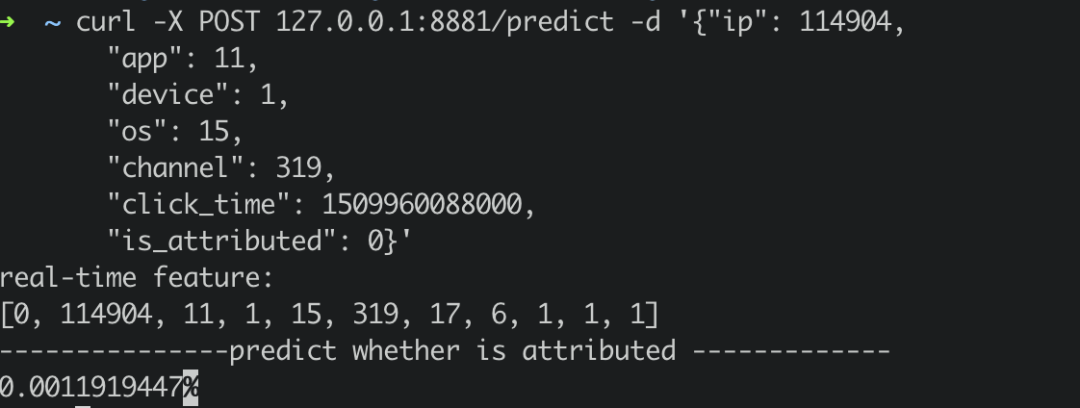 → ~ curl -X POST 127.0.0.1:8881/predict -d '{"ip": 114904,
"app": 11,
"device": 1,
"os": 15,
"channel": 319,
"click_time": 1509960088000,
"is_attributed": 0}'
real-time feature:
[0, 114904, 11, 1, 15, 319, 17, 6, 1, 1, 1]
---------------predict whether is attributed -------------
0.0011919447%